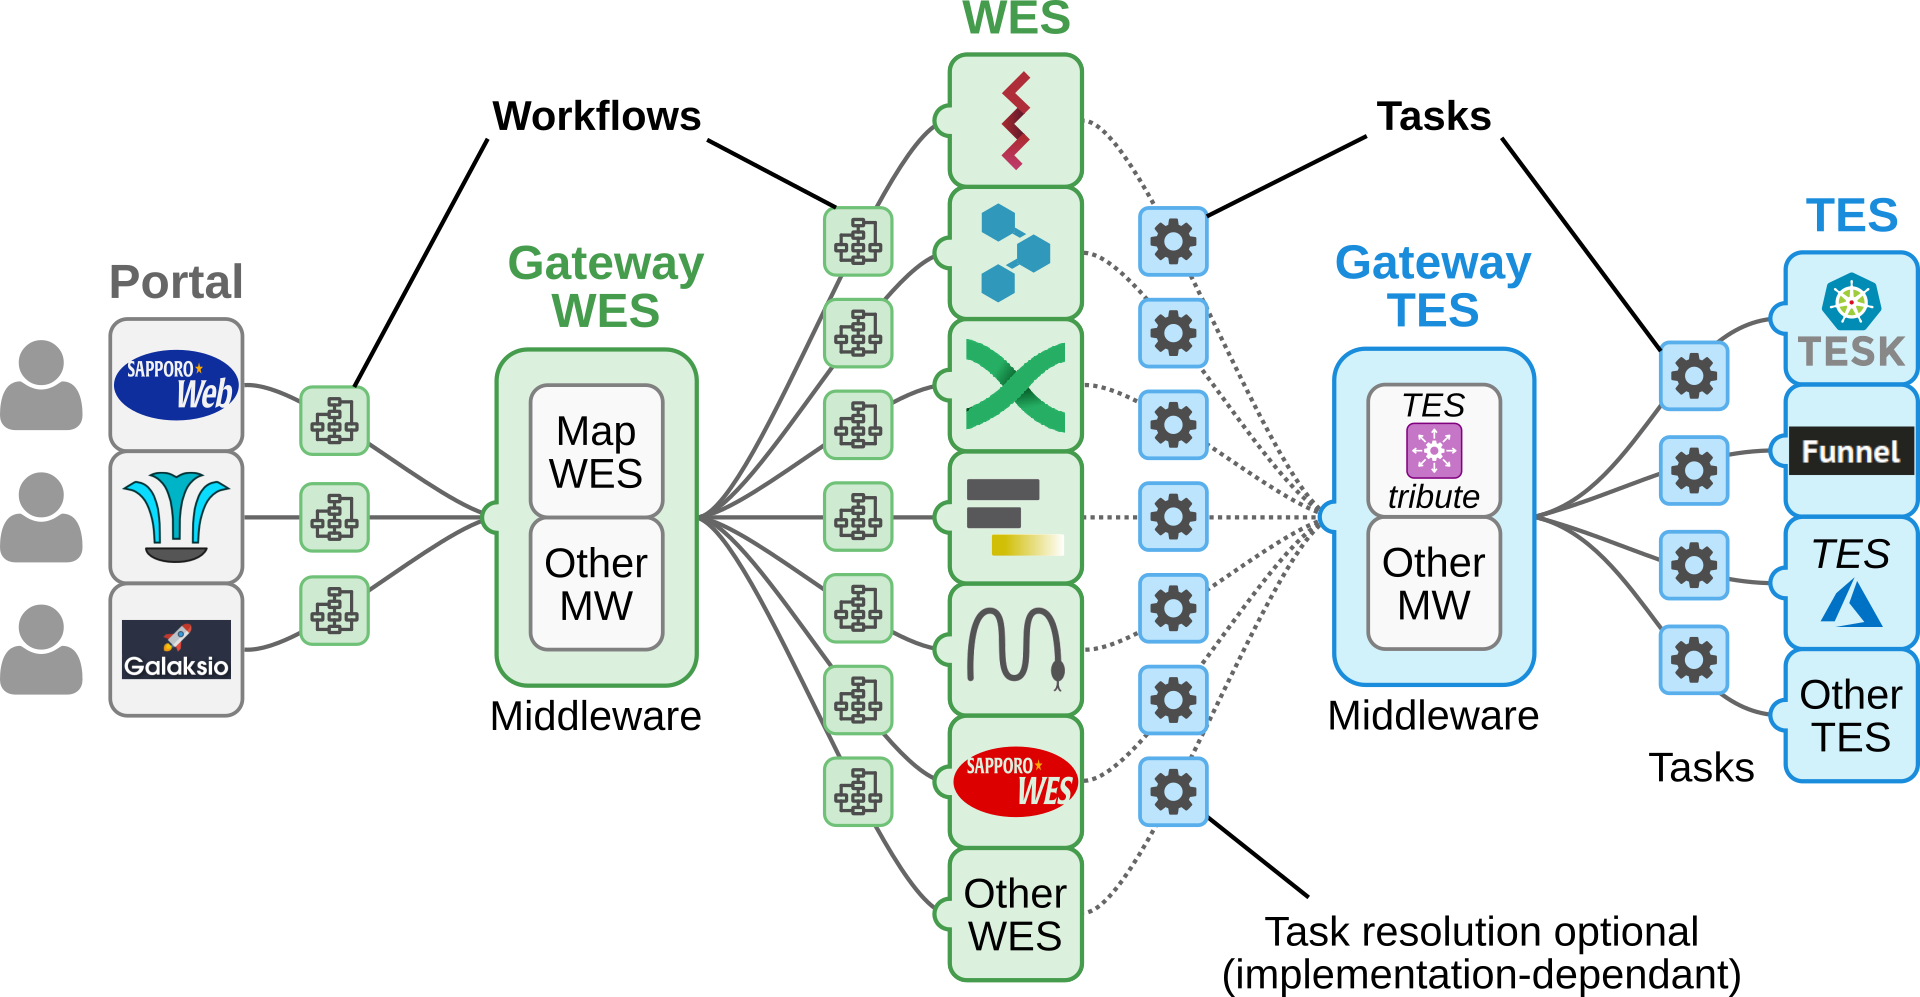 WES
Workflows
Tasks
Portal
Gateway
WES
Gateway
TES
TES
SAPPORO
Web
Galaksio
Map
WES
Other
MW
Middleware
SAPPORO
WES
Other
WES
TES
tribute
Other
MW
Middleware
TESK
Funnel
TES
Other
TES
Tasks
Task resolution optional
(implementation-dependant)